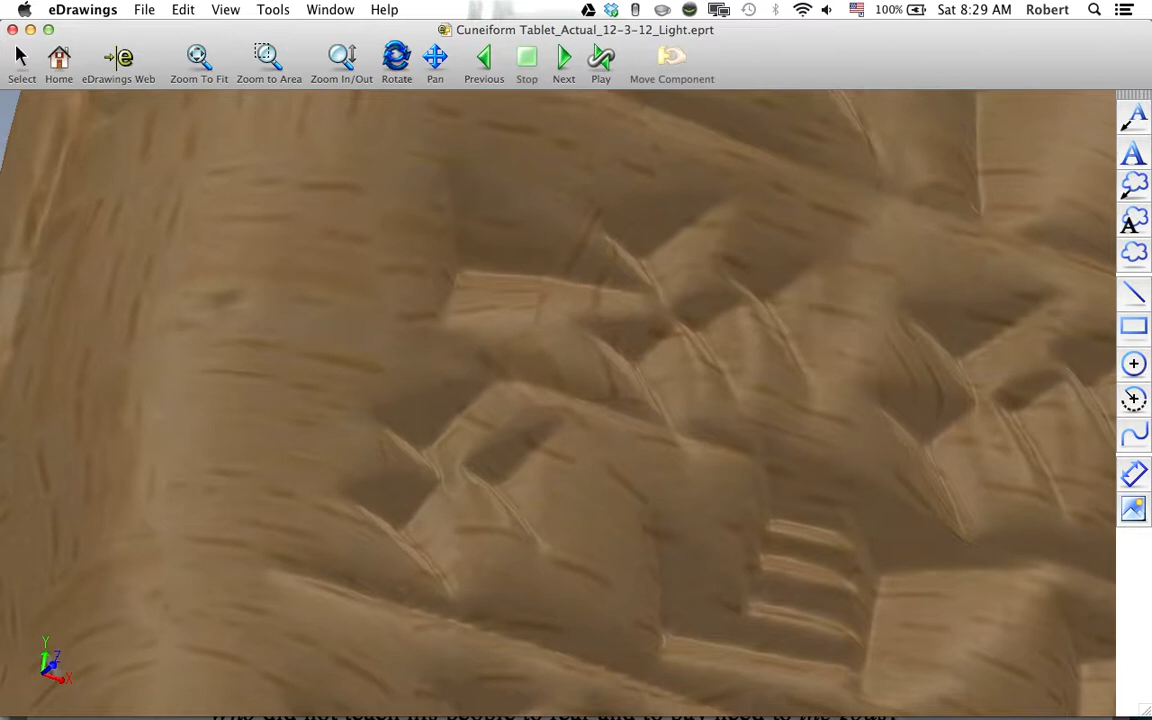 eDrawings File Edit View Tools Window Help 100% Sat 8:29 AM Robert
Cuneiform Tablet_Actual_12-3-12_Light.eprt
Select Home eDrawings Web Zoom To Fit Zoom to Area Zoom In/Out Rotate Pan Previous Stop Next Play Move Component
A
A
A
Y
Z
X